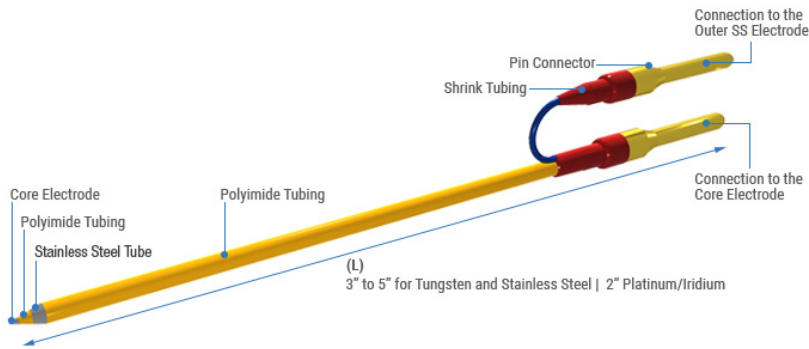 Connection to the
Outer SS Electrode
Pin Connector
Shrink Tubing
Connection to the
Core Electrode
Core Electrode
Polyimide Tubing
Polyimide Tubing
Stainless Steel Tube
(L)
3” to 5” for Tungsten and Stainless Steel | 2” Platinum/Iridium